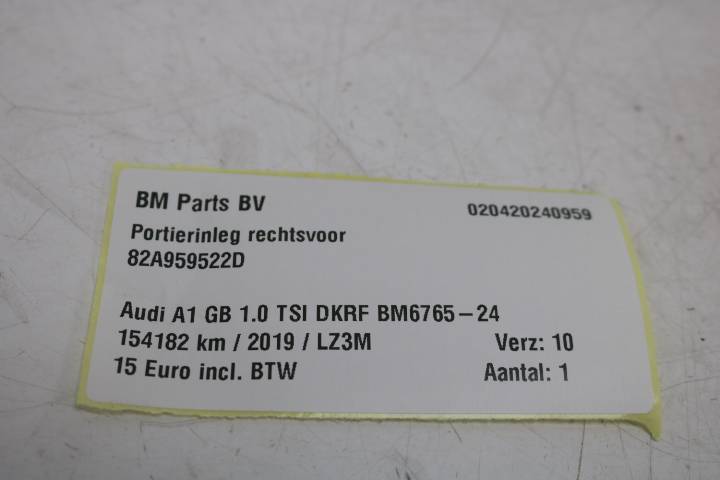 BM Parts BV 020420240959
Portierinleg rechtsvoor
82A959522D
Audi A1 GB 1.0 TSI DKRF BM6765-24
154182 km / 2019 / LZ3M Verz: 10
15 Euro incl. BTW Aantal: 1